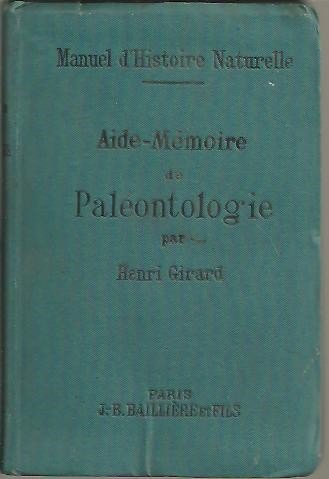 Manuel d'Histoire Naturelle
Aide-Mémoire
de
Paléontologie
par
Henri Girard
PARIS
J.-B. BAILLIÈRE ET FILS